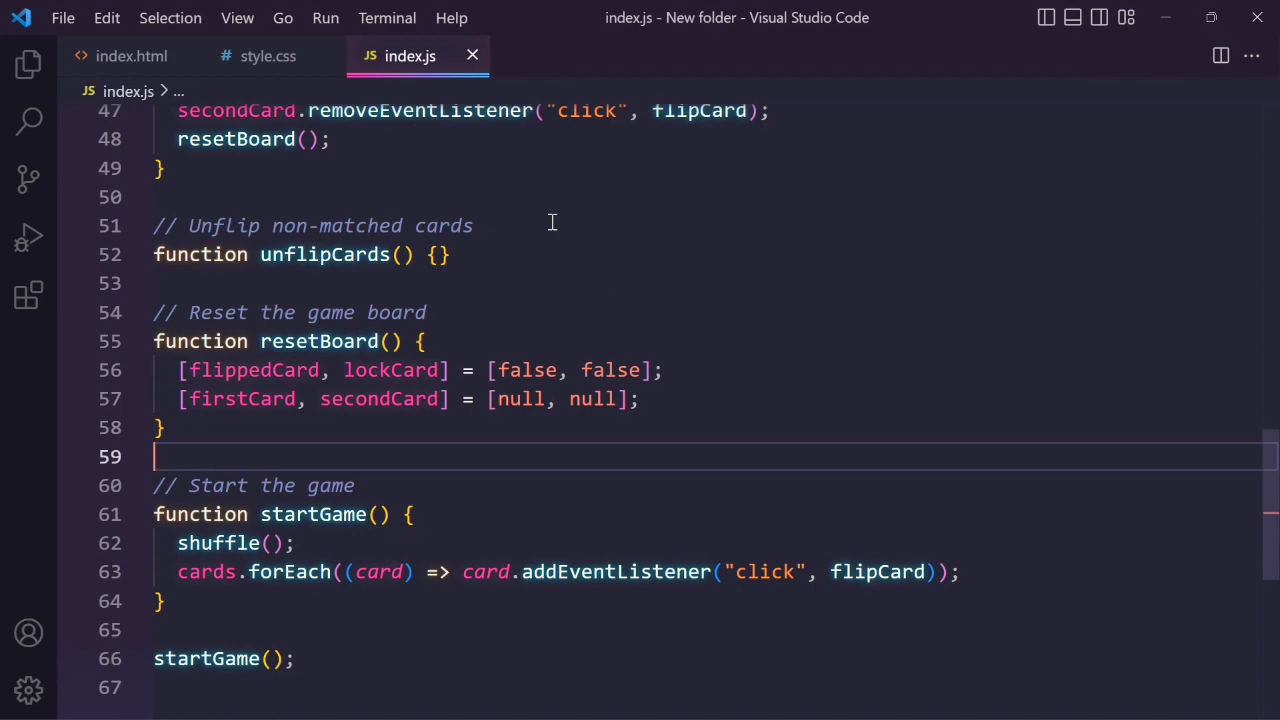 File Edit Selection View Go Run Terminal Help index.js - New folder - Visual Studio Code
<> index.html # style.css JS index.js
JS index.js > ...
47 secondCard.removeEventListener("click", flipCard);
48 resetBoard();
49 }
50
51 // Unflip non-matched cards
52 function unflipCards() {}
53
54 // Reset the game board
55 function resetBoard() {
56 [flippedCard, lockCard] = [false, false];
57 [firstCard, secondCard] = [null, null];
58 }
59
60 // Start the game
61 function startGame() {
62 shuffle();
63 cards.forEach((card) => card.addEventListener("click", flipCard));
64 }
65
66 startGame();
67